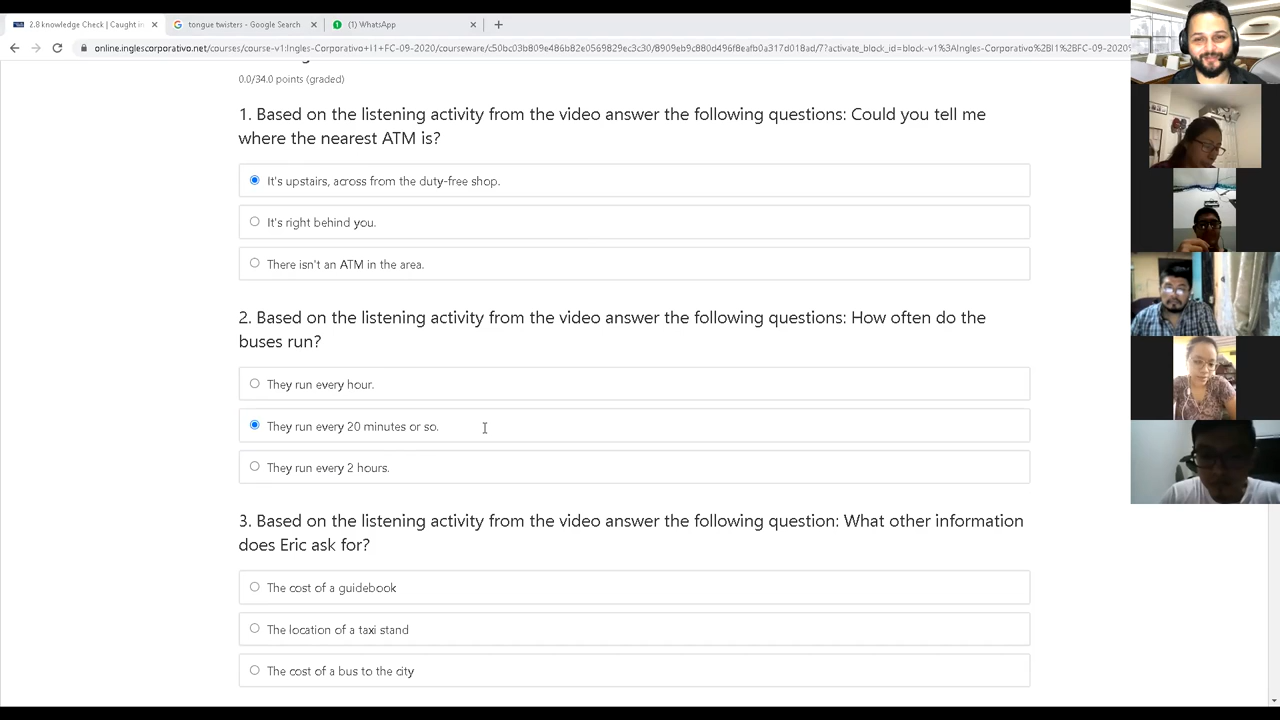 2.8 knowledge Check | Caught in
tongue twisters - Google Search
(1) WhatsApp
0.0/34.0 points (graded)
1. Based on the listening activity from the video answer the following questions: Could you tell me
where the nearest ATM is?
It's upstairs, across from the duty-free shop.
It's right behind you.
There isn't an ATM in the area.
2. Based on the listening activity from the video answer the following questions: How often do the
buses run?
They run every hour.
They run every 20 minutes or so.
They run every 2 hours.
3. Based on the listening activity from the video answer the following question: What other information
does Eric ask for?
The cost of a guidebook
The location of a taxi stand
The cost of a bus to the city